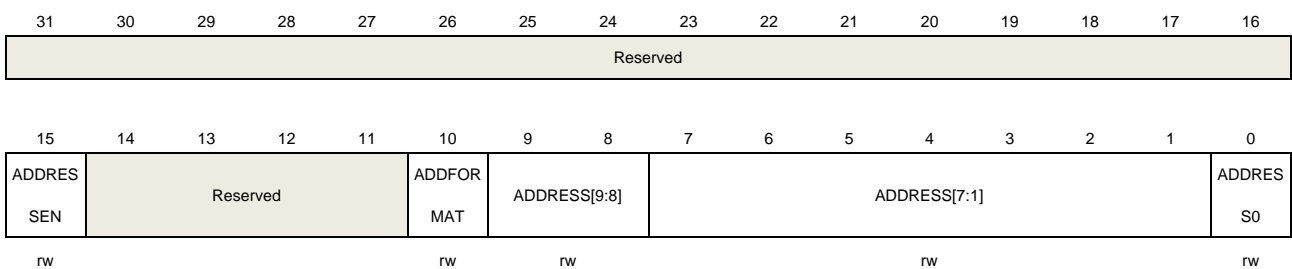 31 30 29 28 27 26 25 24 23 22 21 20 19 18 17 16
Reserved
15 14 13 12 11 10 9 8 7 6 5 4 3 2 1 0
ADDRES
SEN
Reserved
ADDFOR
MAT
ADDRESS[9:8]
ADDRESS[7:1]
ADDRES
S0
rw rw rw rw rw